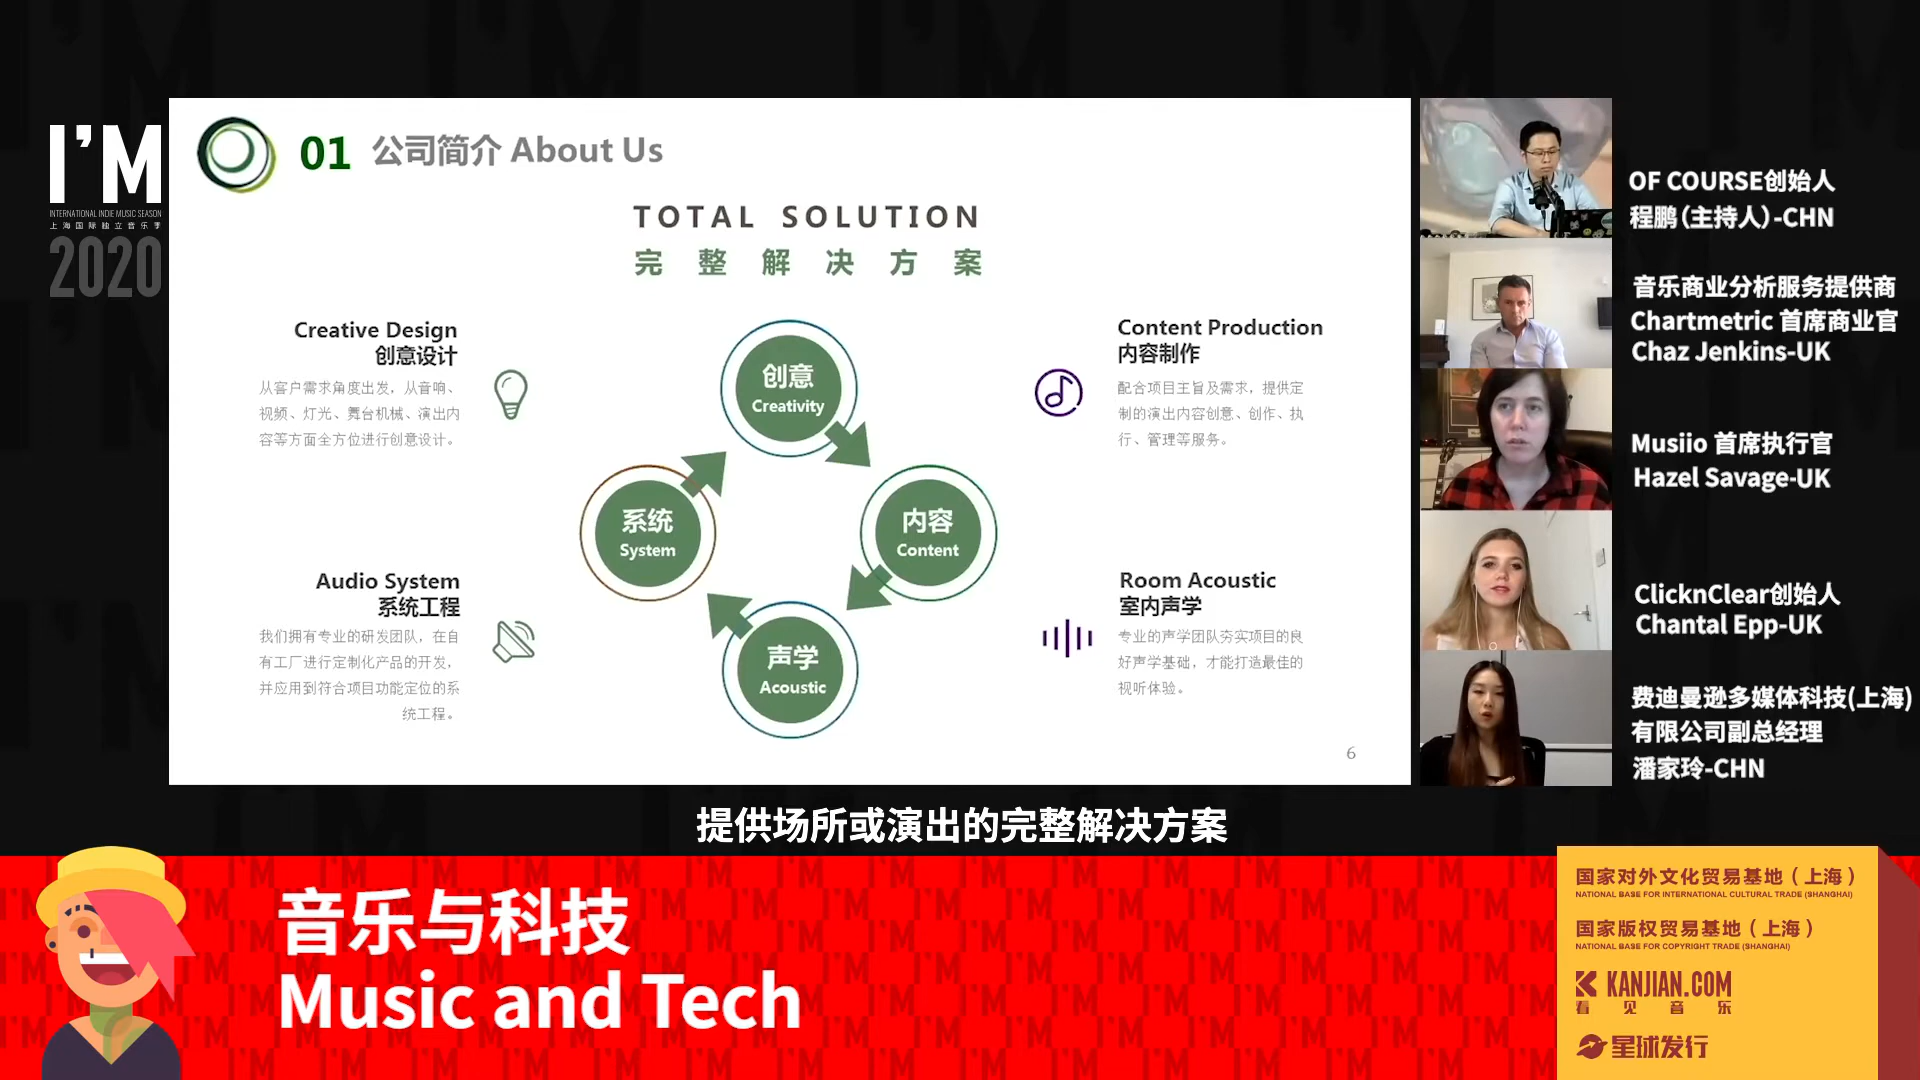 I'M
INTERNATIONAL INDIE MUSIC SEASON
上海国际独立音乐季
2020
01 公司简介 About Us
TOTAL SOLUTION
完整解决方案
Creative Design
创意设计
从客户需求角度出发，从音响、
视频、灯光、舞台机械、演出内
容等方面全方位进行创意设计。
Content Production
内容制作
配合项目主旨及需求，提供定
制的演出内容创意、创作、执
行、管理等服务。
创意
Creativity
系统
System
内容
Content
声学
Acoustic
Audio System
系统工程
我们拥有专业的研发团队，在自
有工厂进行定制化产品的开发，
并应用到符合项目功能定位的系
统工程。
Room Acoustic
室内声学
专业的声学团队夯实项目的良
好声学基础，才能打造最佳的
视听体验。
6
OF COURSE创始人
程鹏(主持人)-CHN
音乐商业分析服务提供商
Chartmetric 首席商业官
Chaz Jenkins-UK
Musiio 首席执行官
Hazel Savage-UK
ClicknClear创始人
Chantal Epp-UK
费迪曼逊多媒体科技(上海)
有限公司副总经理
潘家玲-CHN
提供场所或演出的完整解决方案
音乐与科技
Music and Tech
国家对外文化贸易基地（上海）
NATIONAL BASE FOR INTERNATIONAL CULTURAL TRADE (SHANGHAI)
国家版权贸易基地（上海）
NATIONAL BASE FOR COPYRIGHT TRADE (SHANGHAI)
KANJIAN.COM
看见音乐
星球发行